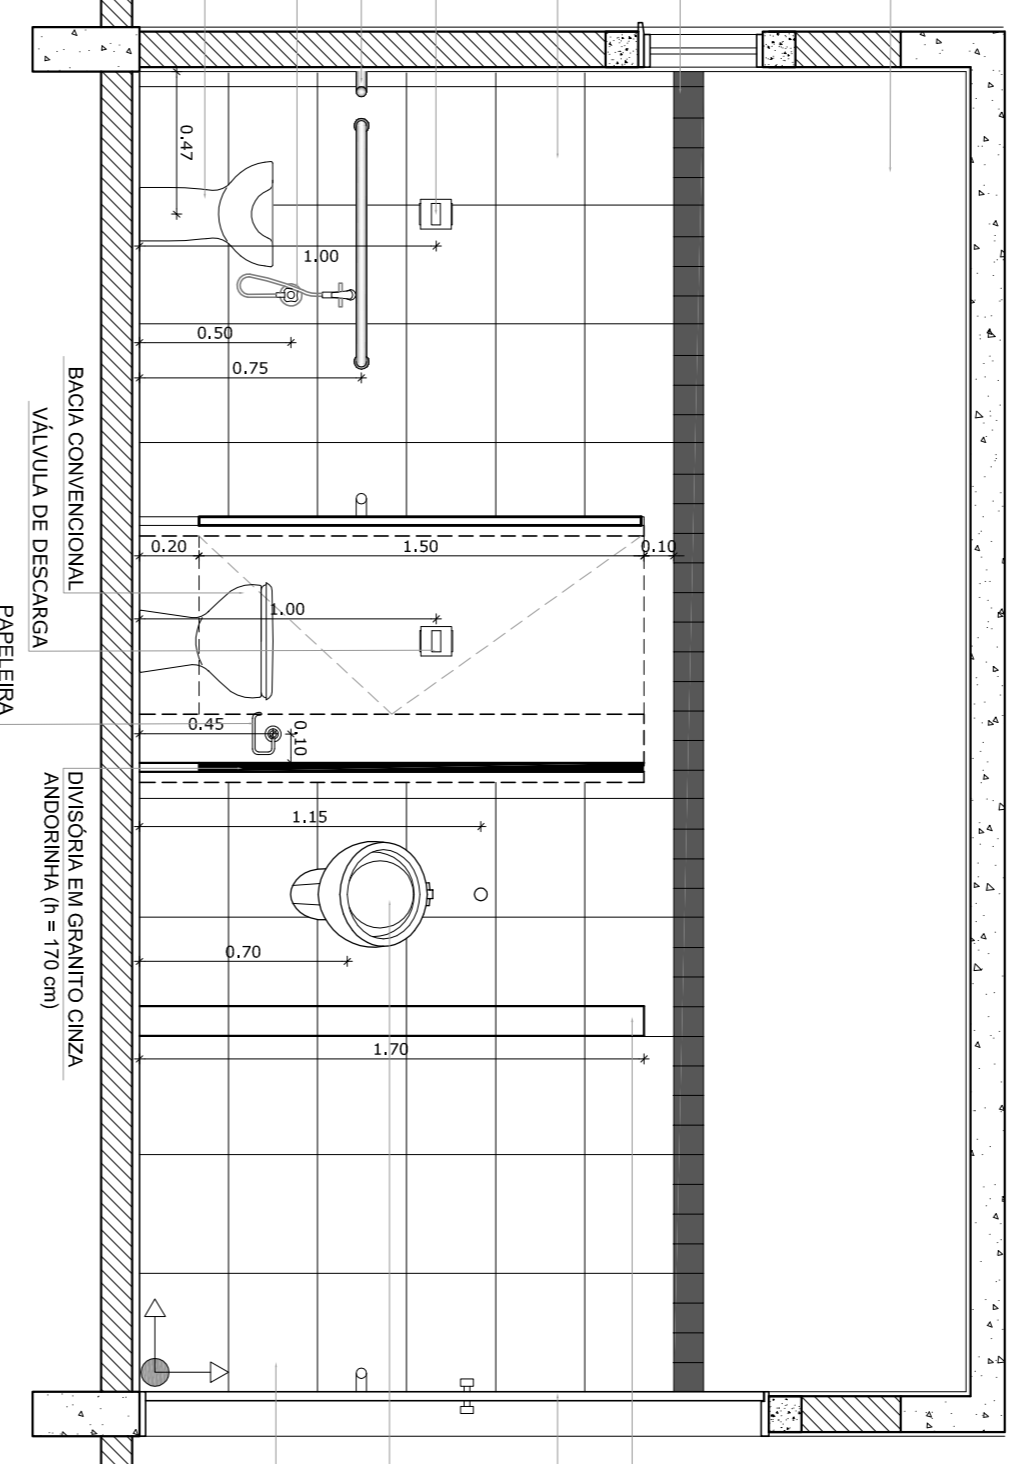 0.47
1.00
0.50
0.75
0.20
1.50
0.10
1.00
0.45
0.10
1.15
0.70
1.70
BACIA CONVENCIONAL
VÁLVULA DE DESCARGA
PAPELEIRA
DIVISÓRIA EM GRANITO CINZA
ANDORINHA (h = 170 cm)